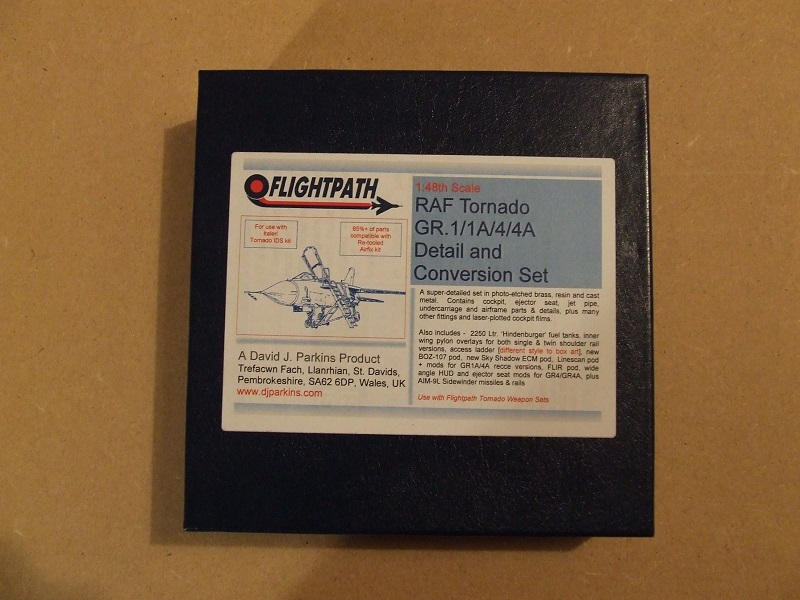 FLIGHTPATH
For use with
Italeri
Tornado IDS kit
85%+ of parts
compatible with
Re-tooled
Airfix kit
A David J. Parkins Product
Trefacwn Fach, Llanrhian, St. Davids,
Pembrokeshire, SA62 6DP, Wales, UK
www.djparkins.com
1:48th Scale
RAF Tornado
GR.1/1A/4/4A
Detail and
Conversion Set
A super-detailed set in photo-etched brass, resin and cast
metal. Contains cockpit, ejector seat, jet pipe,
undercarriage and airframe parts & details, plus many
other fittings and laser-plotted cockpit films.
Also includes - 2250 Ltr. 'Hindenburger' fuel tanks, inner
wing pylon overlays for both single & twin shoulder rail
versions, access ladder [different style to box art], new
BOZ-107 pod, new Sky Shadow ECM pod, Linescan pod
+ mods for GR1A/4A recce versions, FLIR pod, wide
angle HUD and ejector seat mods for GR4/GR4A, plus
AIM-9L Sidewinder missiles & rails
Use with Flightpath Tornado Weapon Sets